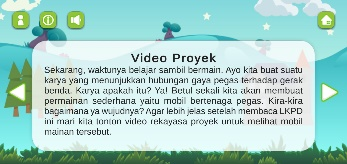 Video Proyek
Sekarang, waktunya belajar sambil bermain. Ayo kita buat suatu
karya yang menunjukkan hubungan gaya pegas terhadap gerak
benda. Karya apakah itu? Ya! Betul sekali kita akan membuat
permainan sederhana yaitu mobil bertenaga pegas. Kira-kira
bagaimana ya wujudnya? Agar lebih jelas setelah membaca LKPD
ini mari kita tonton video rekayasa proyek untuk melihat mobil
mainan tersebut.